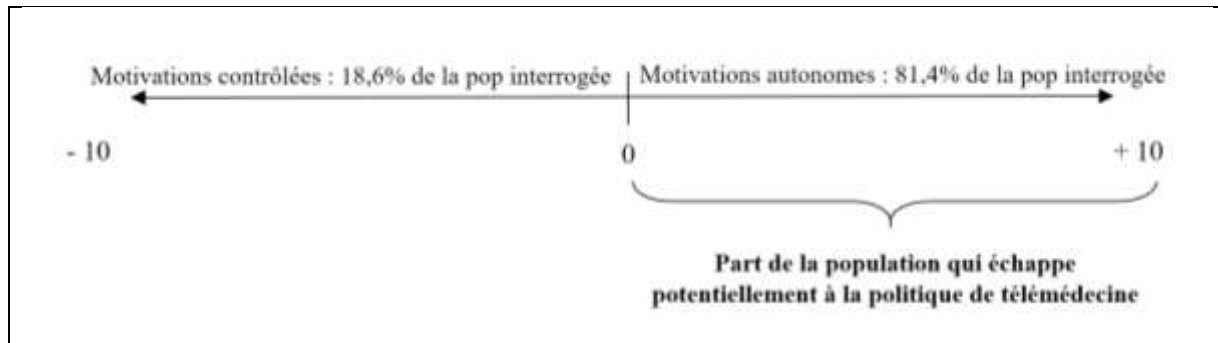 Motivations contrôlées : 18,6% de la pop interrogée
Motivations autonomes : 81,4% de la pop interrogée
- 10
0
+ 10
Part de la population qui échappe
potentiellement à la politique de télémédecine